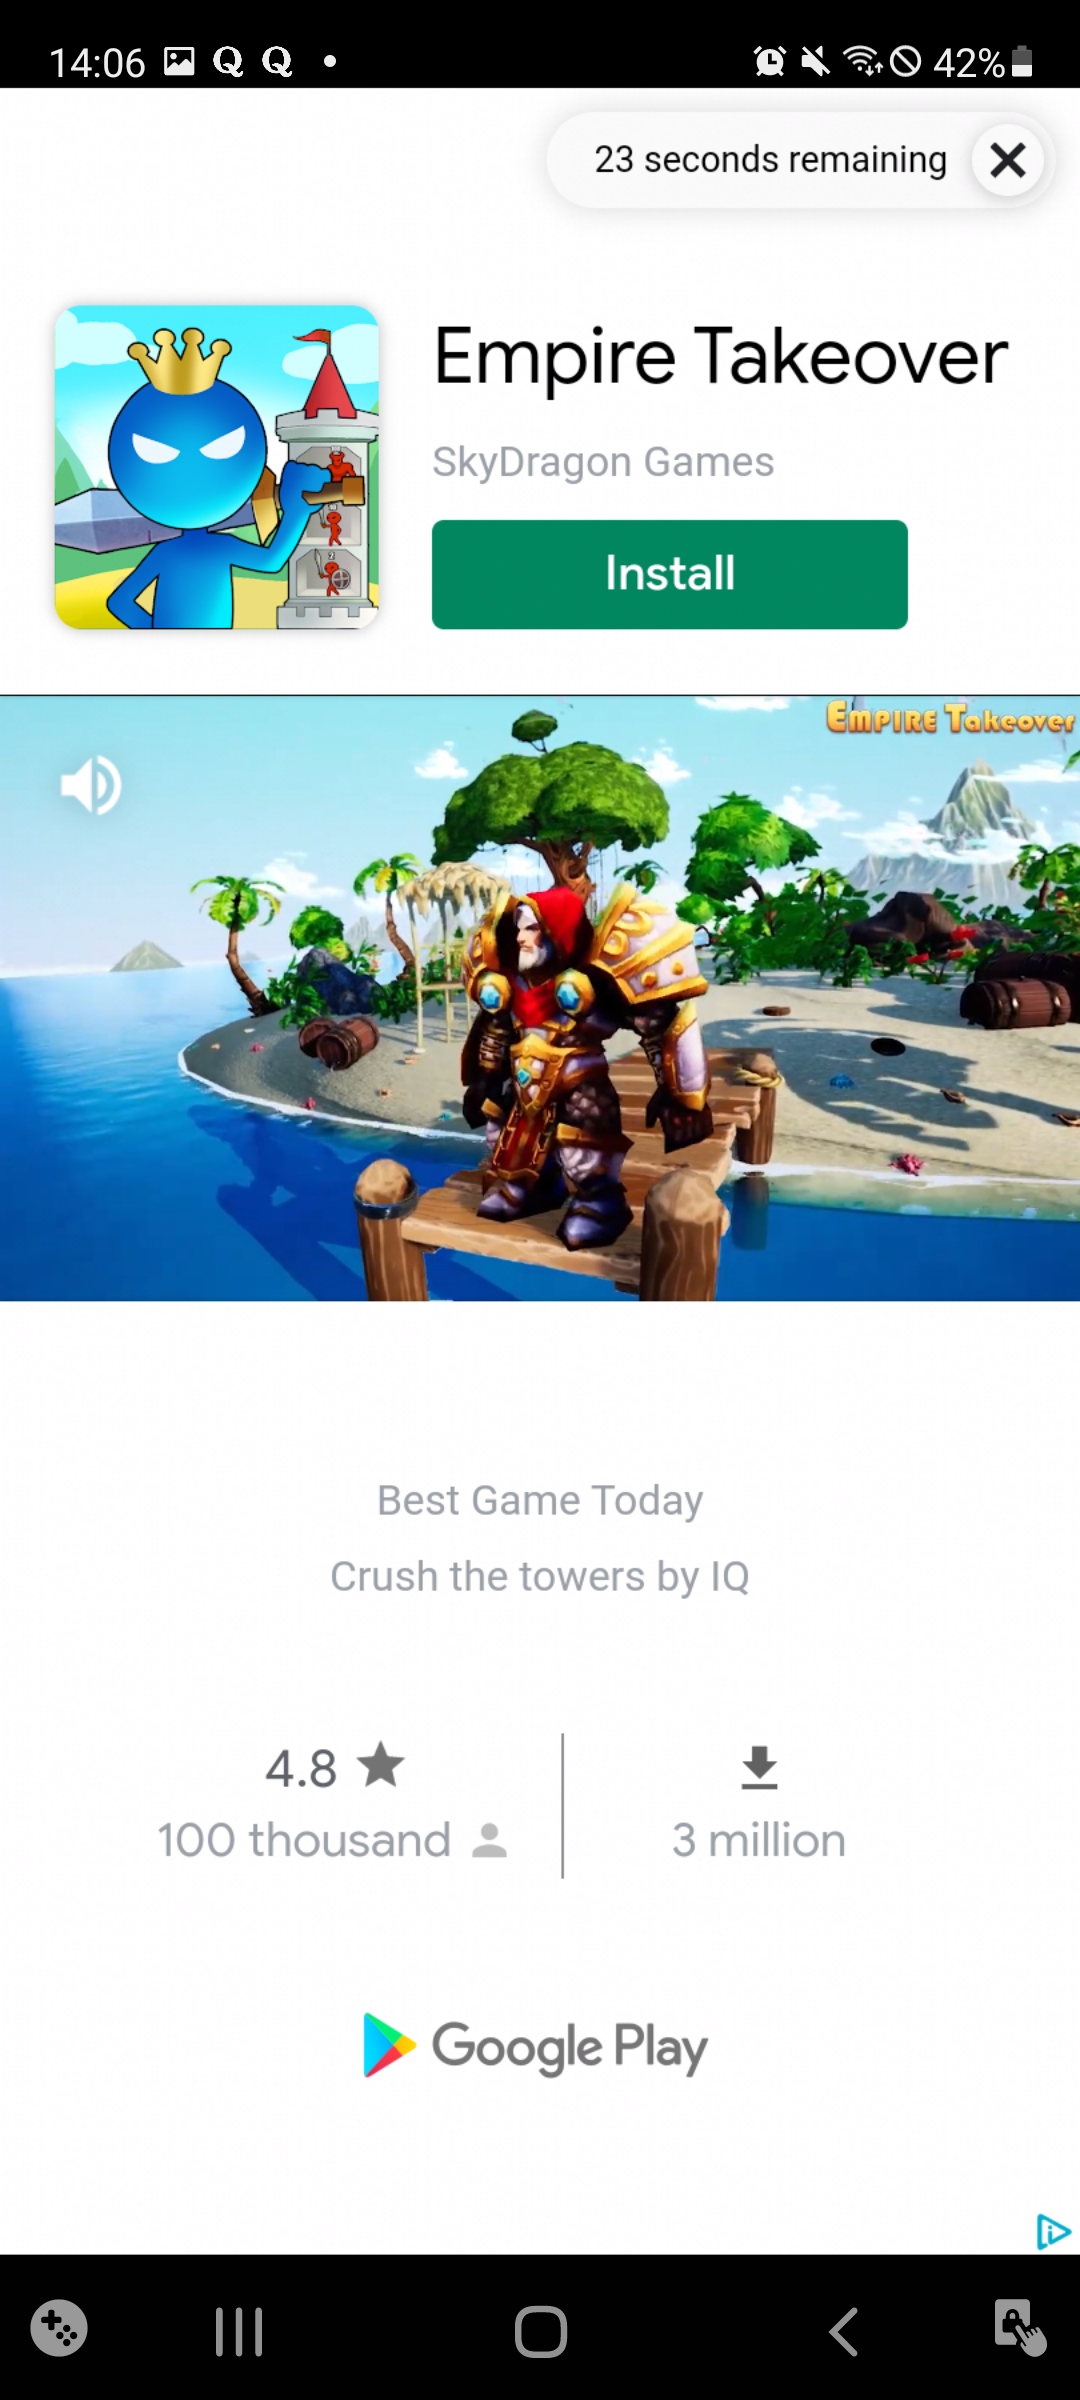 14:06 Q Q 42%
23 seconds remaining
Empire Takeover
SkyDragon Games
Install
EMPIRE Takeover
Best Game Today
Crush the towers by IQ
4.8
100 thousand
3 million
Google Play